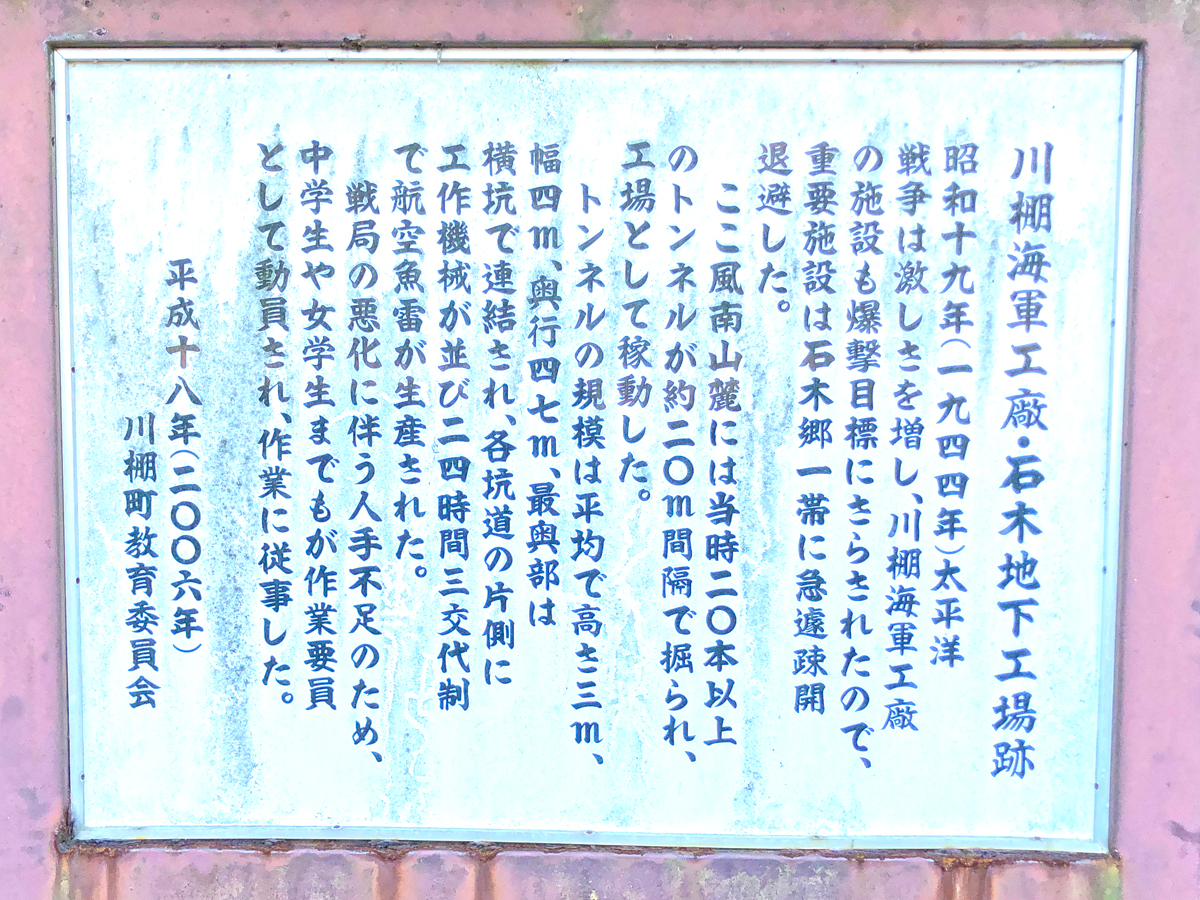 川棚海軍工廠・石木地下工場跡
昭和十九年(一九四四年)太平洋
戦争は激しさを増し、川棚海軍工廠
の施設も爆撃目標にさらされたので、
重要施設は石木郷一帯に急遽疎開
退避した。
ここ風南山麓には当時二〇本以上
のトンネルが約二〇m間隔で掘られ、
工場として稼動した。
トンネルの規模は平均で高さ三m、
幅四m、奥行四七m、最奥部は
横坑で連結され、各坑道の片側に
工作機械が並び二四時間三交代制
で航空魚雷が生産された。
戦局の悪化に伴う人手不足のため、
中学生や女学生までもが作業要員
として動員され、作業に従事した。
平成十八年(二〇〇六年)
川棚町教育委員会